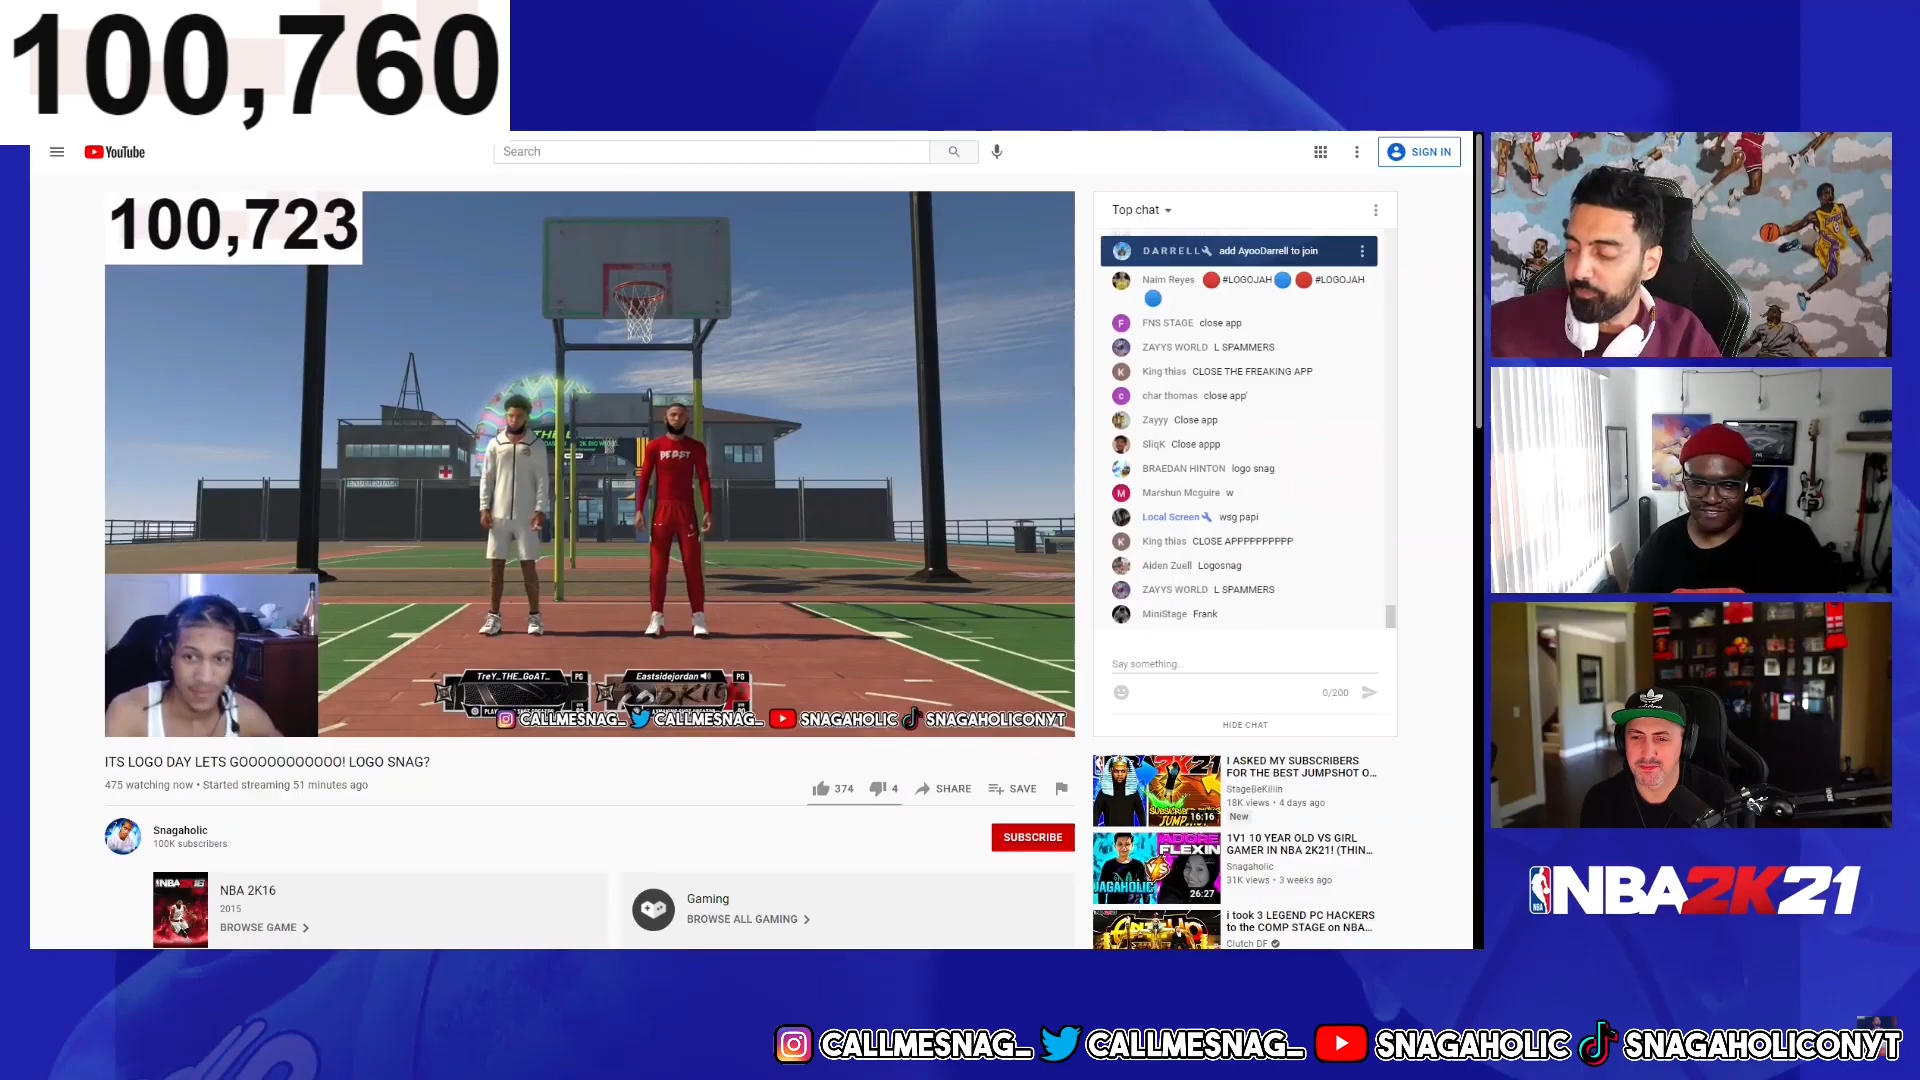 100,760
YouTube
Search
SIGN IN
100,723
BEAST
TreY_THE_GoAT_
PG
Eastsidejordan
PG
CALLMESNAG_ CALLMESNAG_ SNAGAHOLIC SNAGAHOLICONYT
ITS LOGO DAY LETS GOOOOOOOOOOO! LOGO SNAG?
475 watching now • Started streaming 51 minutes ago
374
4
SHARE
SAVE
Snagaholic
100K subscribers
SUBSCRIBE
NBA 2K16
2015
BROWSE GAME
Gaming
BROWSE ALL GAMING
Top chat
DARRELL add AyooDarrell to join
Naim Reyes #LOGOJAH #LOGOJAH
FNS STAGE close app
ZAYYS WORLD L SPAMMERS
King thias CLOSE THE FREAKING APP
char thomas close app'
Zayyy Close app
SliqK Close appp
BRAEDAN HINTON logo snag
Marshun Mcguire w
Local Screen wsg papi
King thias CLOSE APPPPPPPPPP
Aiden Zuell Logosnag
ZAYYS WORLD L SPAMMERS
MiniStage Frank
Say something...
0/200
HIDE CHAT
I ASKED MY SUBSCRIBERS
FOR THE BEST JUMPSHOT O...
StageBeKillin
18K views • 4 days ago
New
16:16
1V1 10 YEAR OLD VS GIRL
GAMER IN NBA 2K21! (THIN...
Snagaholic
31K views • 3 weeks ago
26:27
i took 3 LEGEND PC HACKERS
to the COMP STAGE on NBA...
Clutch DF
NBA2K21
CALLMESNAG_ CALLMESNAG_ SNAGAHOLIC SNAGAHOLICONYT